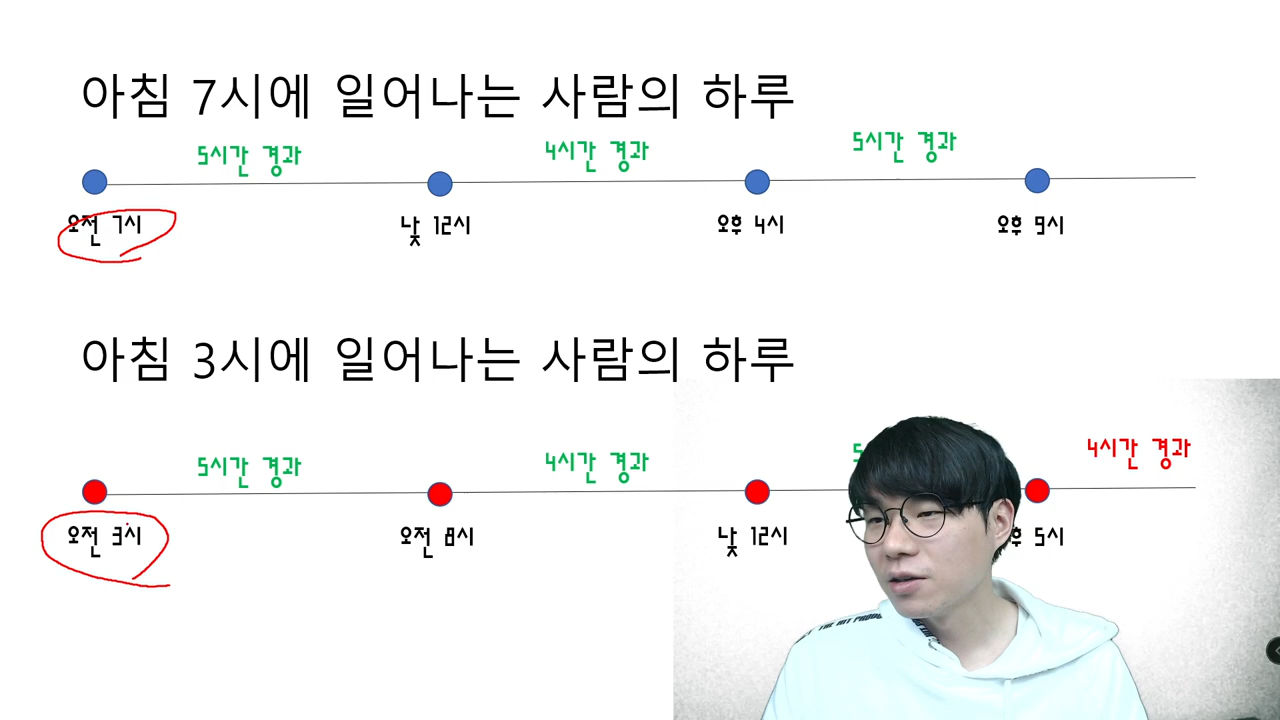 아침 7시에 일어나는 사람의 하루
5시간 경과 4시간 경과 5시간 경과
오전 7시 낮 12시 오후 4시 오후 9시
아침 3시에 일어나는 사람의 하루
5시간 경과 4시간 경과 5 4시간 경과
오전 3시 오전 8시 낮 12시 후 5시